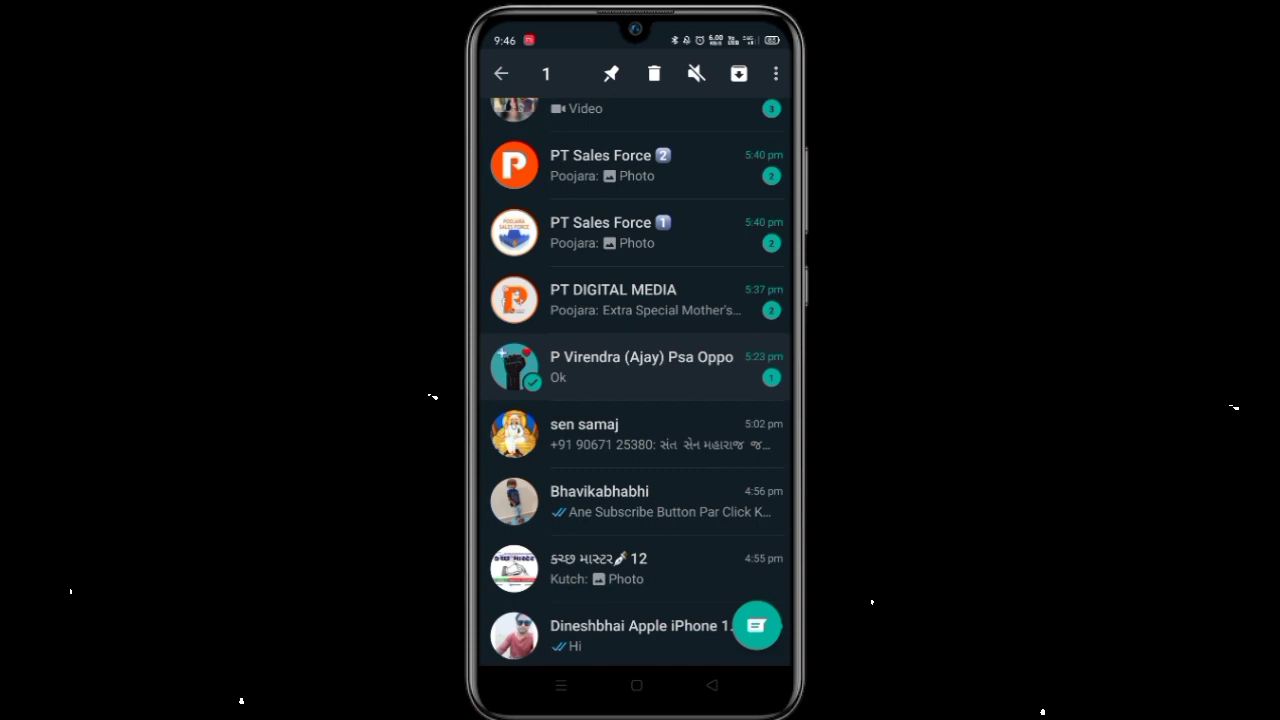 9:46
1
Video
3
PT Sales Force 2
5:40 pm
Poojara: Photo
2
PT Sales Force 1
5:40 pm
Poojara: Photo
2
PT DIGITAL MEDIA
5:37 pm
Poojara: Extra Special Mother's...
2
P Virendra (Ajay) Psa Oppo
5:23 pm
Ok
1
sen samaj
5:02 pm
+91 90671 25380: સંત સેન મહારાજ જ...
Bhavikabhabhi
4:56 pm
Ane Subscribe Button Par Click K...
કચ્છ માસ્ટર 12
4:55 pm
Kutch: Photo
Dineshbhai Apple iPhone 1.
Hi